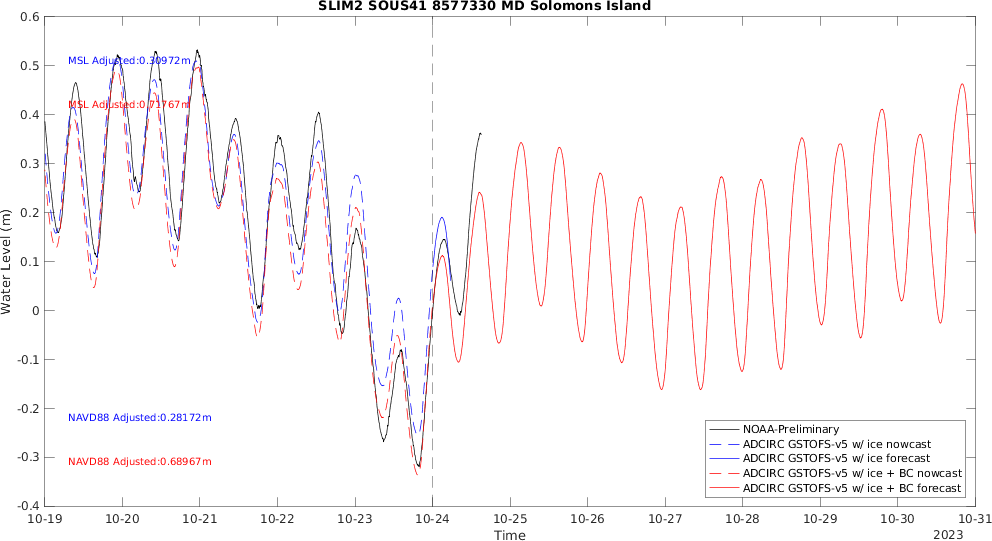 SLIM2 SOUS41 8577330 MD Solomons Island
0.6
0.5
0.4
0.3
0.2
0.1
0
-0.1
-0.2
-0.3
-0.4
Water Level (m)
MSL Adjusted:0.30972m
MSL Adjusted:0.71767m
NAVD88 Adjusted:0.28172m
NAVD88 Adjusted:0.68967m
NOAA-Preliminary
ADCIRC GSTOFS-v5 w/ ice nowcast
ADCIRC GSTOFS-v5 w/ ice forecast
ADCIRC GSTOFS-v5 w/ ice + BC nowcast
ADCIRC GSTOFS-v5 w/ ice + BC forecast
10-19 10-20 10-21 10-22 10-23 10-24 10-25 10-26 10-27 10-28 10-29 10-30 10-31
Time
2023